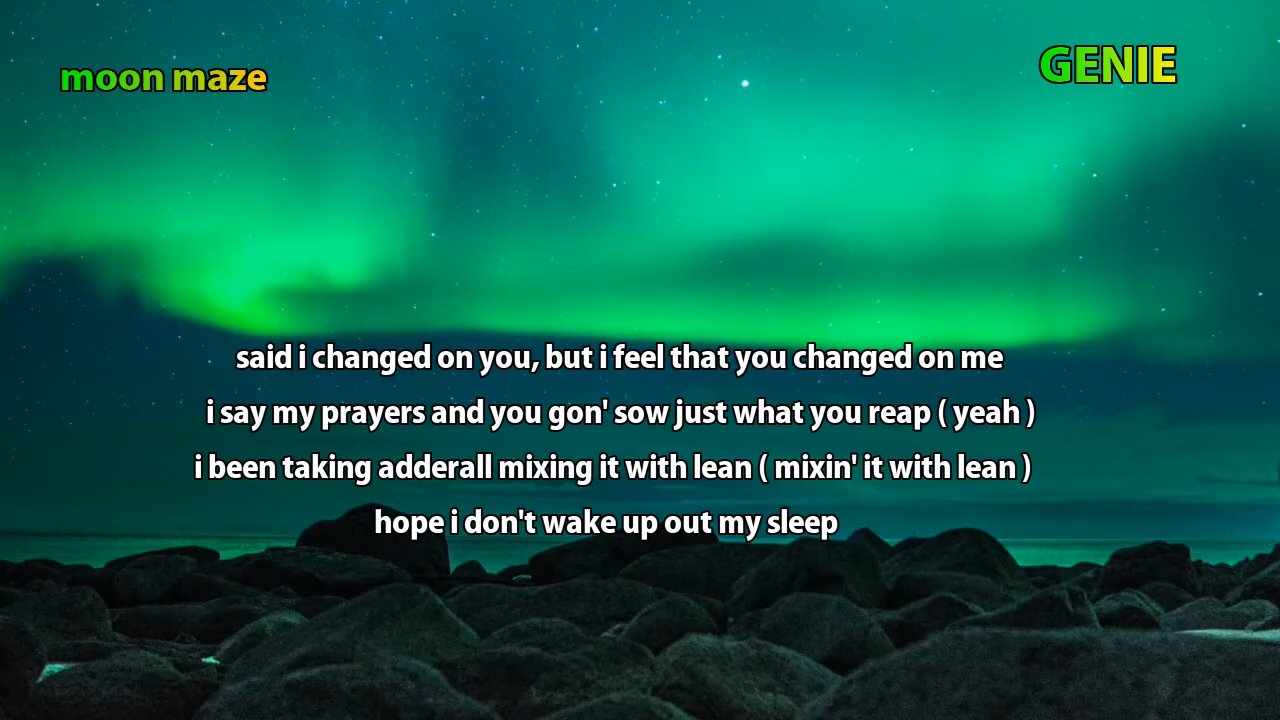 moon maze
GENIE
said i changed on you, but i feel that you changed on me
i say my prayers and you gon' sow just what you reap ( yeah )
i been taking adderall mixing it with lean ( mixin' it with lean )
hope i don't wake up out my sleep